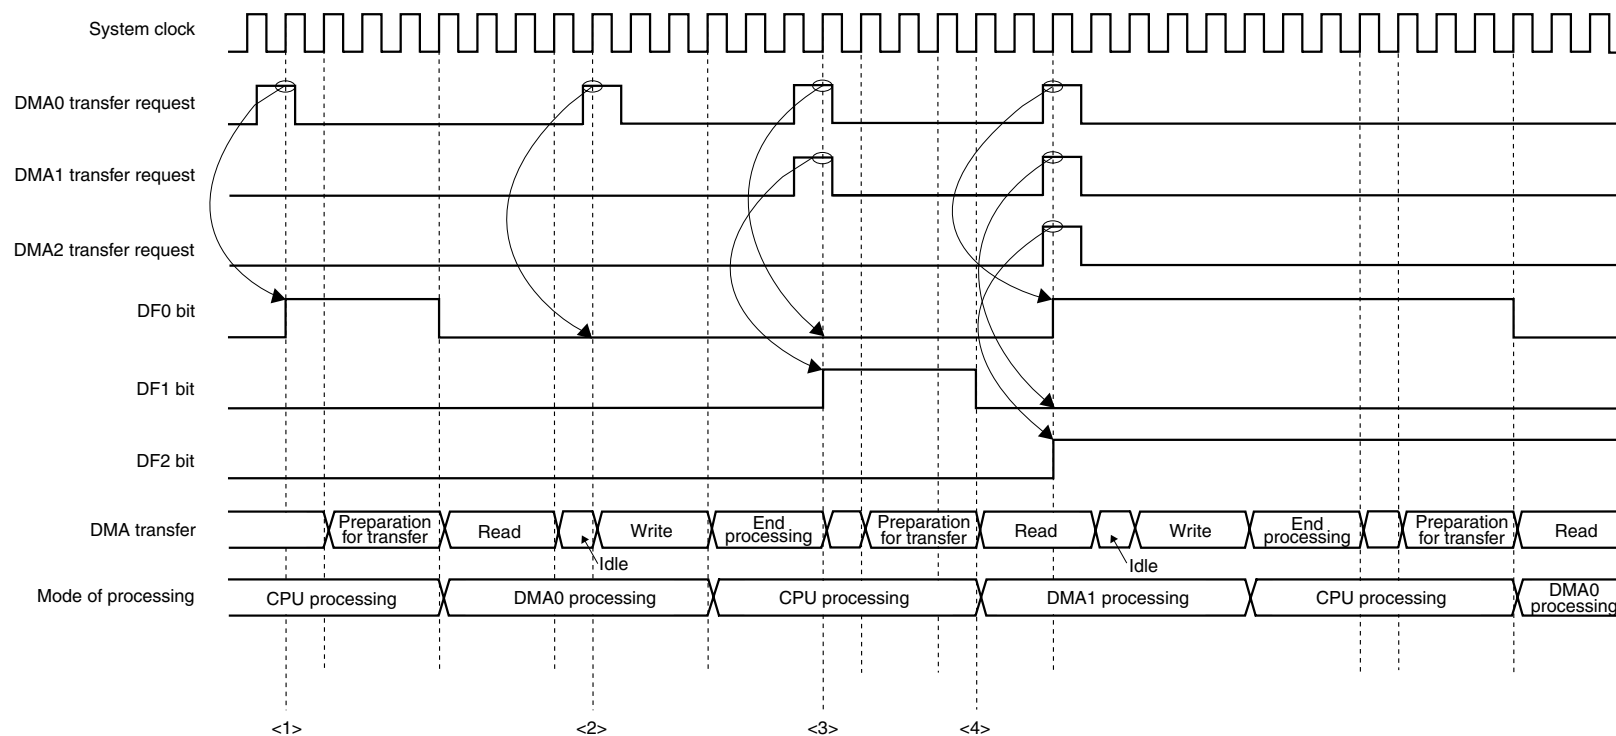 System clock
DMA0 transfer request
DMA1 transfer request
DMA2 transfer request
DF0 bit
DF1 bit
DF2 bit
DMA transfer
Preparation
for transfer
Read
Idle
Write
End
processing
Preparation
for transfer
Read
Idle
Write
End
processing
Preparation
for transfer
Read
Mode of processing
CPU processing
DMA0 processing
CPU processing
DMA1 processing
CPU processing
DMA0
processing
<1>
<2>
<3>
<4>